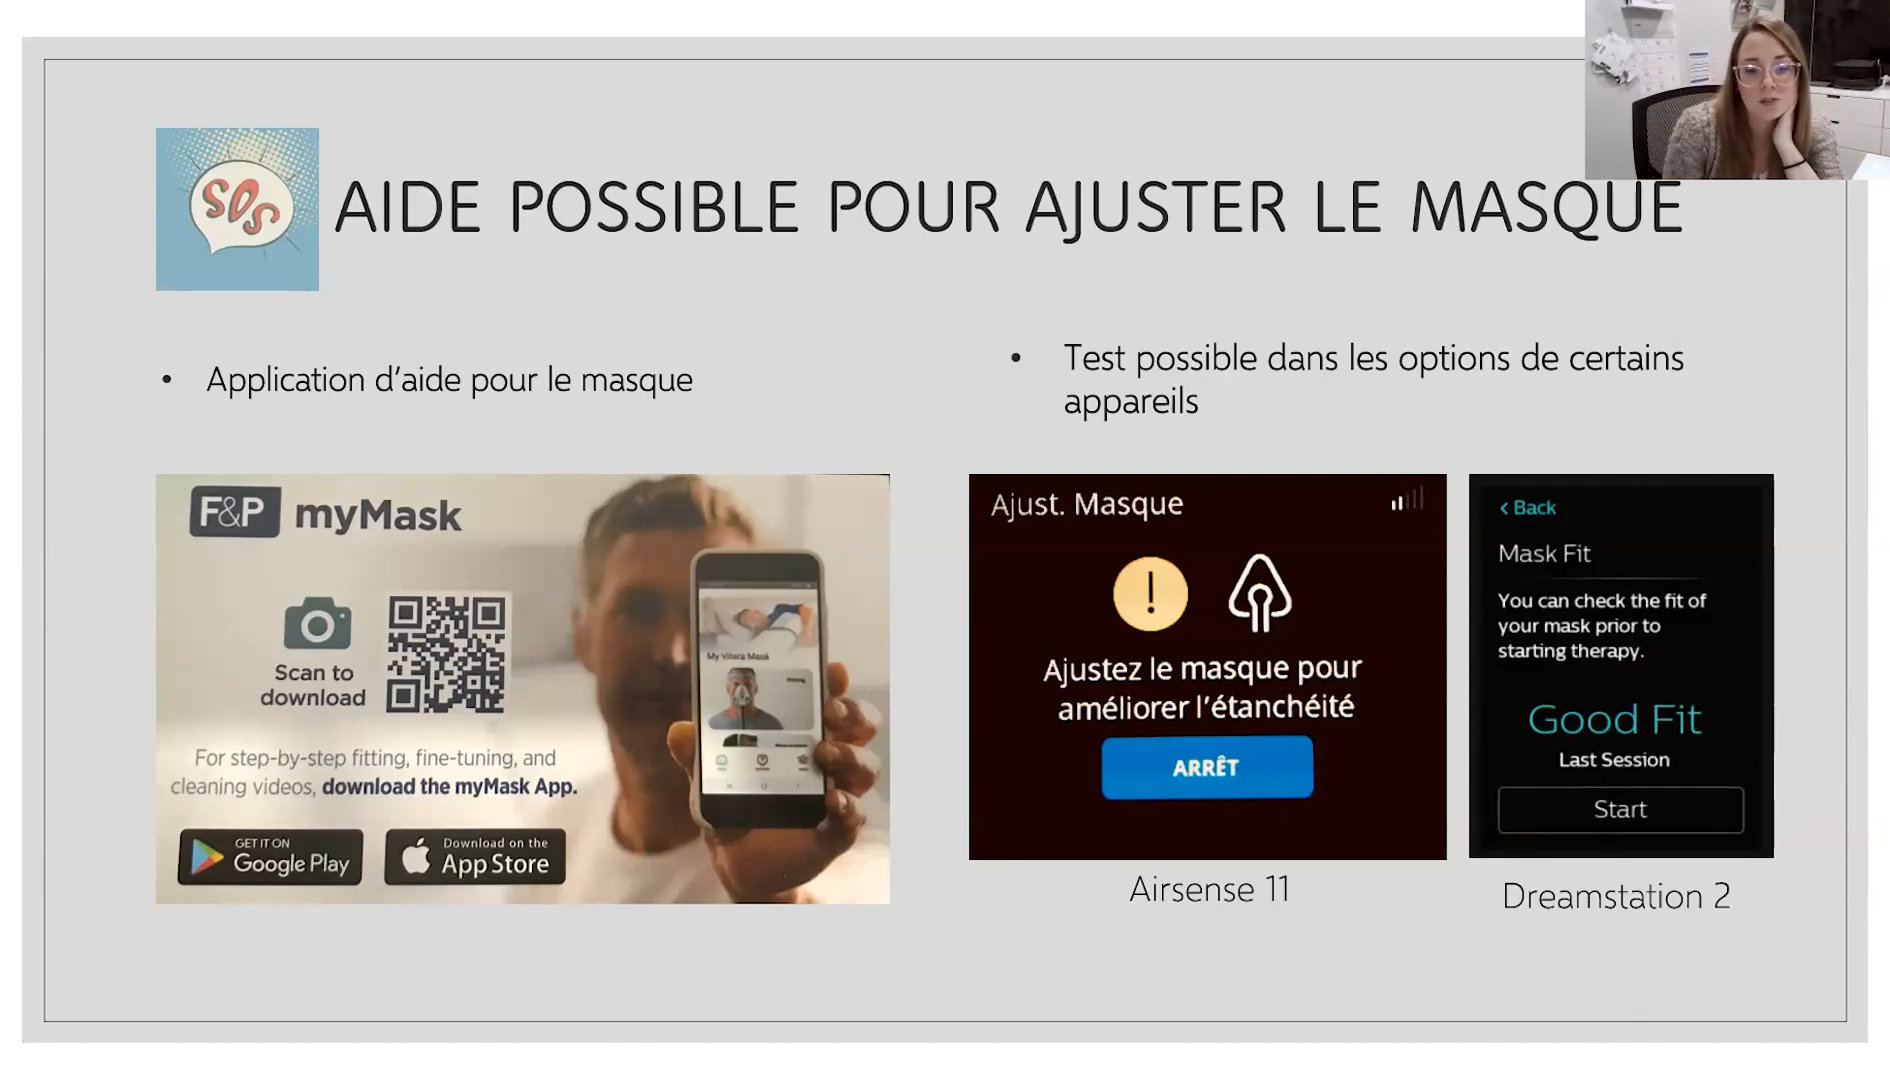 SOS
AIDE POSSIBLE POUR AJUSTER LE MASQUE
• Application d’aide pour le masque
F&P myMask
Scan to
download
My Vitera Mask
Fitting
For step-by-step fitting, fine-tuning, and
cleaning videos, download the myMask App.
GET IT ON
Google Play
Download on the
App Store
• Test possible dans les options de certains
appareils
Ajust. Masque
!
Ajustez le masque pour
améliorer l’étanchéité
ARRÊT
Airsense 11
< Back
Mask Fit
You can check the fit of
your mask prior to
starting therapy.
Good Fit
Last Session
Start
Dreamstation 2